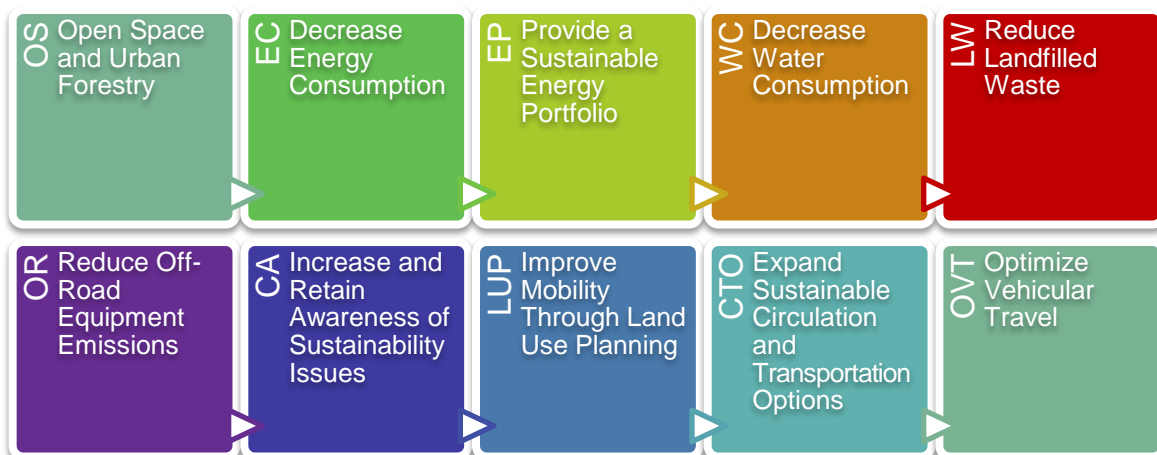 OS
Open Space
and Urban
Forestry
EC
Decrease
Energy
Consumption
EP
Provide a
Sustainable
Energy
Portfolio
WC
Decrease
Water
Consumption
LW
Reduce
Landfilled
Waste
OR
Reduce Off-
Road
Equipment
Emissions
CA
Increase and
Retain
Awareness of
Sustainability
Issues
LUP
Improve
Mobility
Through Land
Use Planning
CTO
Expand
Sustainable
Circulation
and
Transportation
Options
OVT
Optimize
Vehicular
Travel